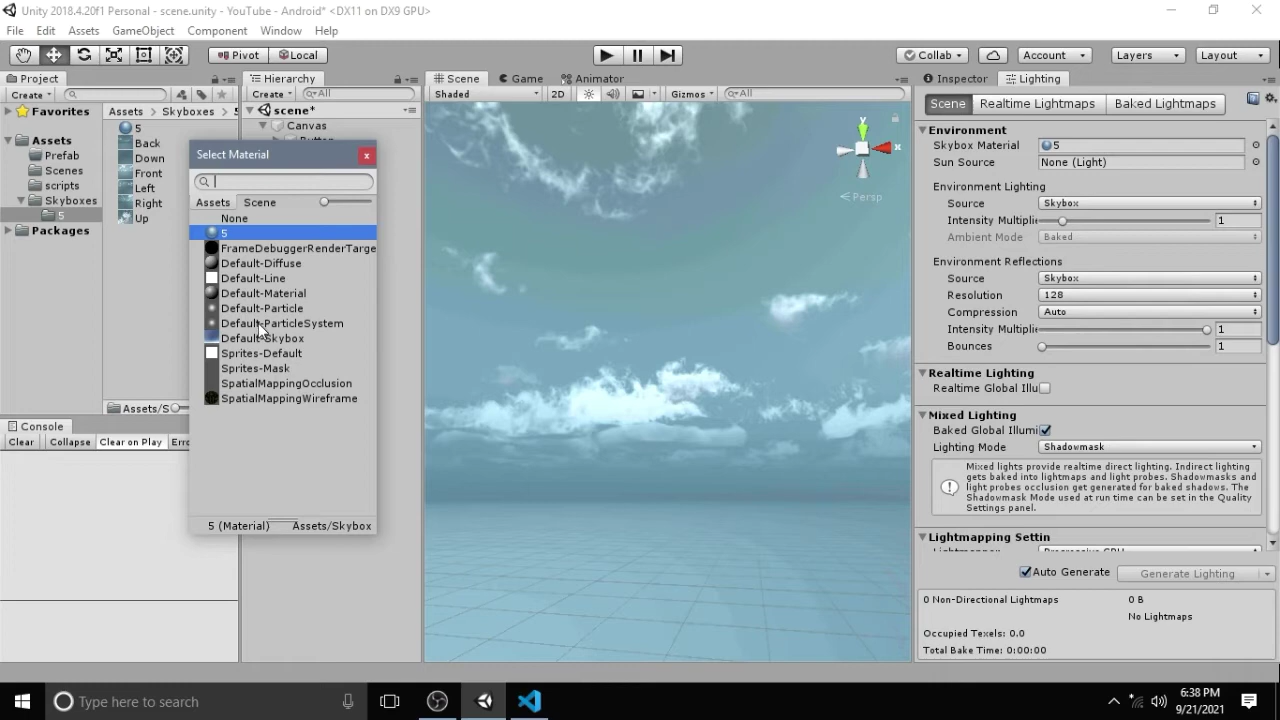 Unity 2018.4.20f1 Personal - scene.unity - YouTube - Android* <DX11 on DX9 GPU>
File Edit Assets GameObject Component Window Help
Pivot Local Collab Account Layers Layout
Project
Create
Favorites
Assets
Prefab
Scenes
scripts
Skyboxes
5
Packages
Assets Skyboxes 5
5
Back
Down
Front
Left
Right
Up
Assets/S
Hierarchy
Create All
scene*
Canvas
Select Material
Assets Scene
None
5
FrameDebuggerRenderTarge
Default-Diffuse
Default-Line
Default-Material
Default-Particle
Default-ParticleSystem
Default-Skybox
Sprites-Default
Sprites-Mask
SpatialMappingOcclusion
SpatialMappingWireframe
5 (Material) Assets/Skybox
Console
Clear Collapse Clear on Play Erro
Scene Game Animator
Shaded 2D Gizmos All
y
x
Persp
Inspector Lighting
Scene Realtime Lightmaps Baked Lightmaps
Environment
Skybox Material 5
Sun Source None (Light)
Environment Lighting
Source Skybox
Intensity Multipli 1
Ambient Mode Baked
Environment Reflections
Source Skybox
Resolution 128
Compression Auto
Intensity Multipli 1
Bounces 1
Realtime Lighting
Realtime Global Illu
Mixed Lighting
Baked Global Illumi
Lighting Mode Shadowmask
Mixed lights provide realtime direct lighting. Indirect lighting
gets baked into lightmaps and light probes. Shadowmasks and
light probes occlusion get generated for baked shadows. The
Shadowmask Mode used at run time can be set in the Quality
Settings panel.
Lightmapping Settin
Lightmapper Progressive CPU
Auto Generate Generate Lighting
0 Non-Directional Lightmaps 0 B
No Lightmaps
Occupied Texels: 0.0
Total Bake Time: 0:00:00
Type here to search
6:38 PM
9/21/2021